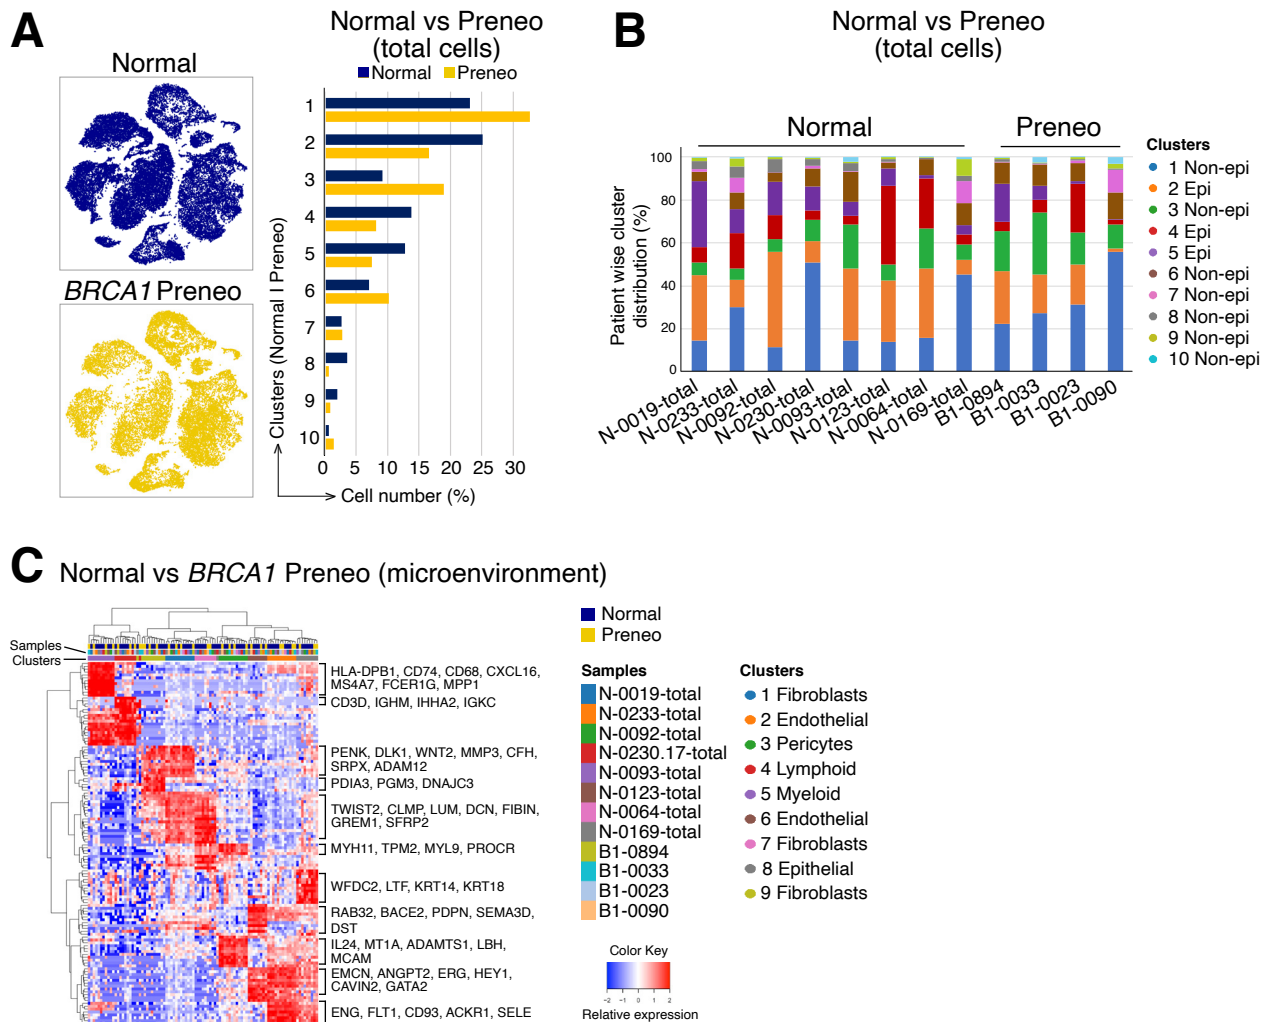 A
Normal
BRCA1 Preneo
Normal vs Preneo
(total cells)
Normal Preneo
Clusters (Normal | Preneo)
1
2
3
4
5
6
7
8
9
10
0 5 10 15 20 25 30
Cell number (%)
B
Normal vs Preneo
(total cells)
Normal Preneo
Patient wise cluster
distribution (%)
100
80
60
40
20
0
N-0019-total
N-0233-total
N-0092-total
N-0230-total
N-0093-total
N-0123-total
N-0064-total
N-0169-total
B1-0894
B1-0033
B1-0023
B1-0090
Clusters
1 Non-epi
2 Epi
3 Non-epi
4 Epi
5 Epi
6 Non-epi
7 Non-epi
8 Non-epi
9 Non-epi
10 Non-epi
C
Normal vs BRCA1 Preneo (microenvironment)
Samples
Clusters
HLA-DPB1, CD74, CD68, CXCL16,
MS4A7, FCER1G, MPP1
CD3D, IGHM, IHHA2, IGKC
PENK, DLK1, WNT2, MMP3, CFH,
SRPX, ADAM12
PDIA3, PGM3, DNAJC3
TWIST2, CLMP, LUM, DCN, FIBIN,
GREM1, SFRP2
MYH11, TPM2, MYL9, PROCR
WFDC2, LTF, KRT14, KRT18
RAB32, BACE2, PDPN, SEMA3D,
DST
IL24, MT1A, ADAMTS1, LBH,
MCAM
EMCN, ANGPT2, ERG, HEY1,
CAVIN2, GATA2
ENG, FLT1, CD93, ACKR1, SELE
Normal
Preneo
Samples
N-0019-total
N-0233-total
N-0092-total
N-0230.17-total
N-0093-total
N-0123-total
N-0064-total
N-0169-total
B1-0894
B1-0033
B1-0023
B1-0090
Clusters
1 Fibroblasts
2 Endothelial
3 Pericytes
4 Lymphoid
5 Myeloid
6 Endothelial
7 Fibroblasts
8 Epithelial
9 Fibroblasts
Color Key
-2 -1 0 1 2
Relative expression